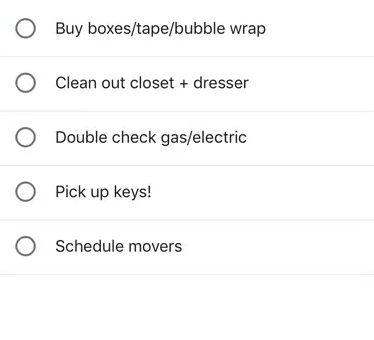 Buy boxes/tape/bubble wrap
Clean out closet + dresser
Double check gas/electric
Pick up keys!
Schedule movers